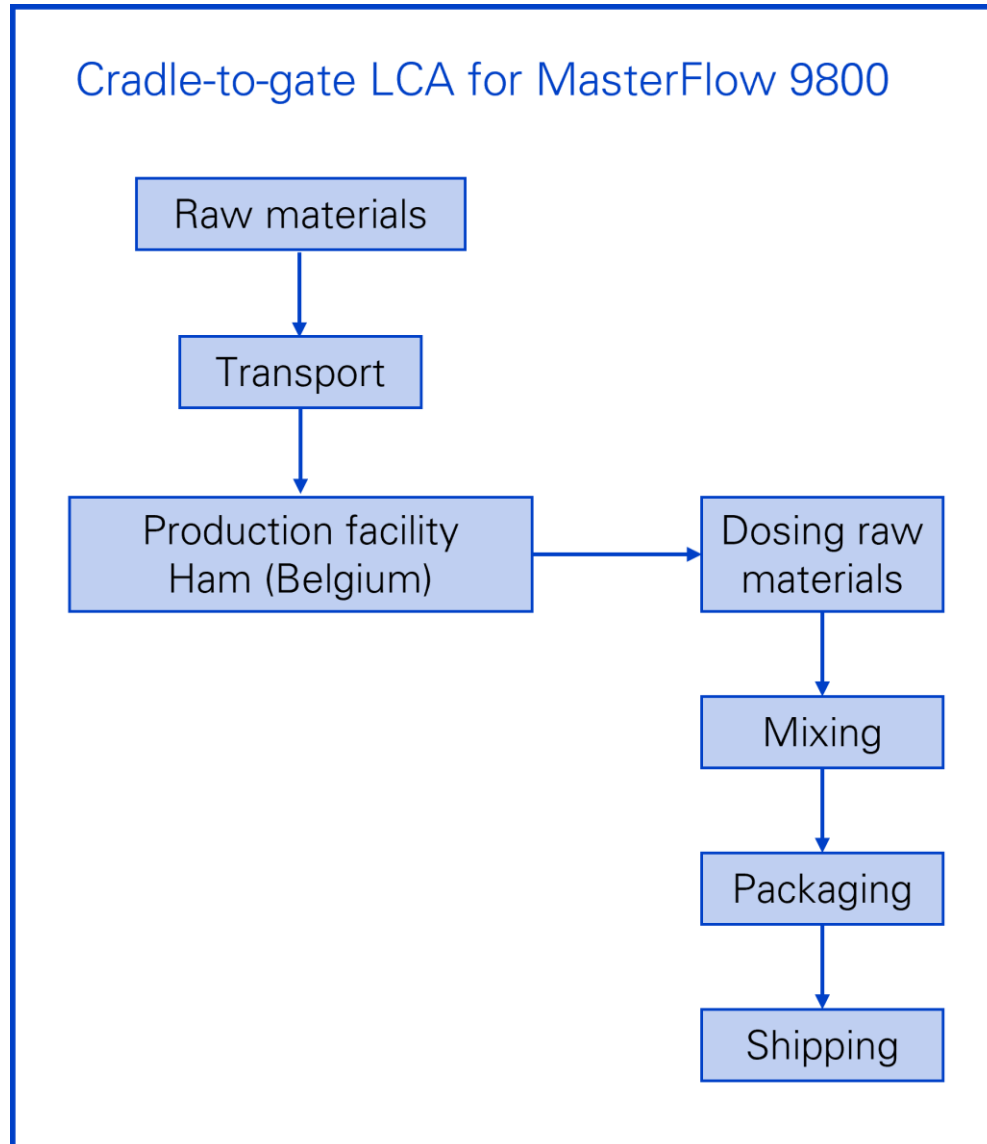 Cradle-to-gate LCA for MasterFlow 9800
Raw materials
Transport
Production facility
Ham (Belgium)
Dosing raw
materials
Mixing
Packaging
Shipping